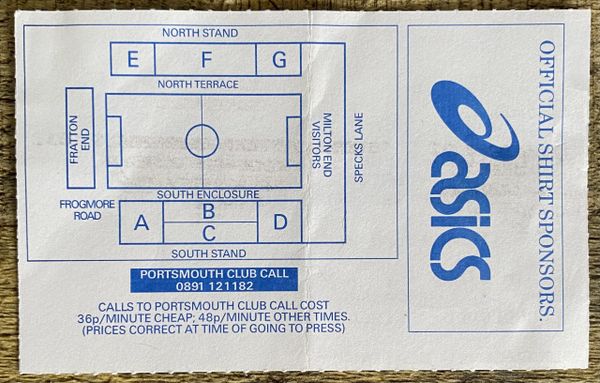 NORTH STAND
E F G
NORTH TERRACE
FRATTON
END
MILTON END
VISITORS
SPECKS LANE
SOUTH ENCLOSURE
FROGMORE
ROAD
A B D
C
SOUTH STAND
PORTSMOUTH CLUB CALL
0891 121182
CALLS TO PORTSMOUTH CLUB CALL COST
36p/MINUTE CHEAP; 48p/MINUTE OTHER TIMES.
(PRICES CORRECT AT TIME OF GOING TO PRESS)
OFFICIAL SHIRT SPONSORS.
asics